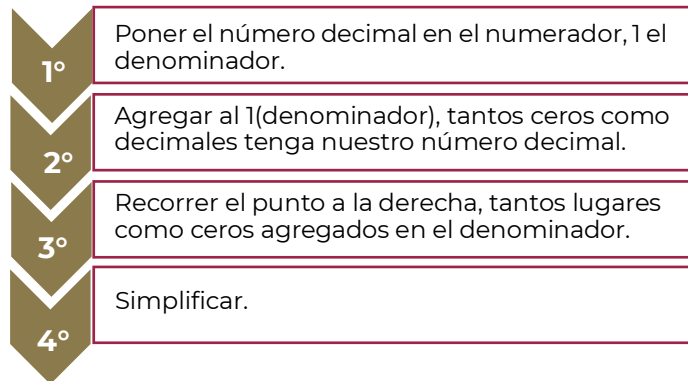 1°
Poner el número decimal en el numerador, 1 el
denominador.
2°
Agregar al 1(denominador), tantos ceros como
decimales tenga nuestro número decimal.
3°
Recorrer el punto a la derecha, tantos lugares
como ceros agregados en el denominador.
4°
Simplificar.